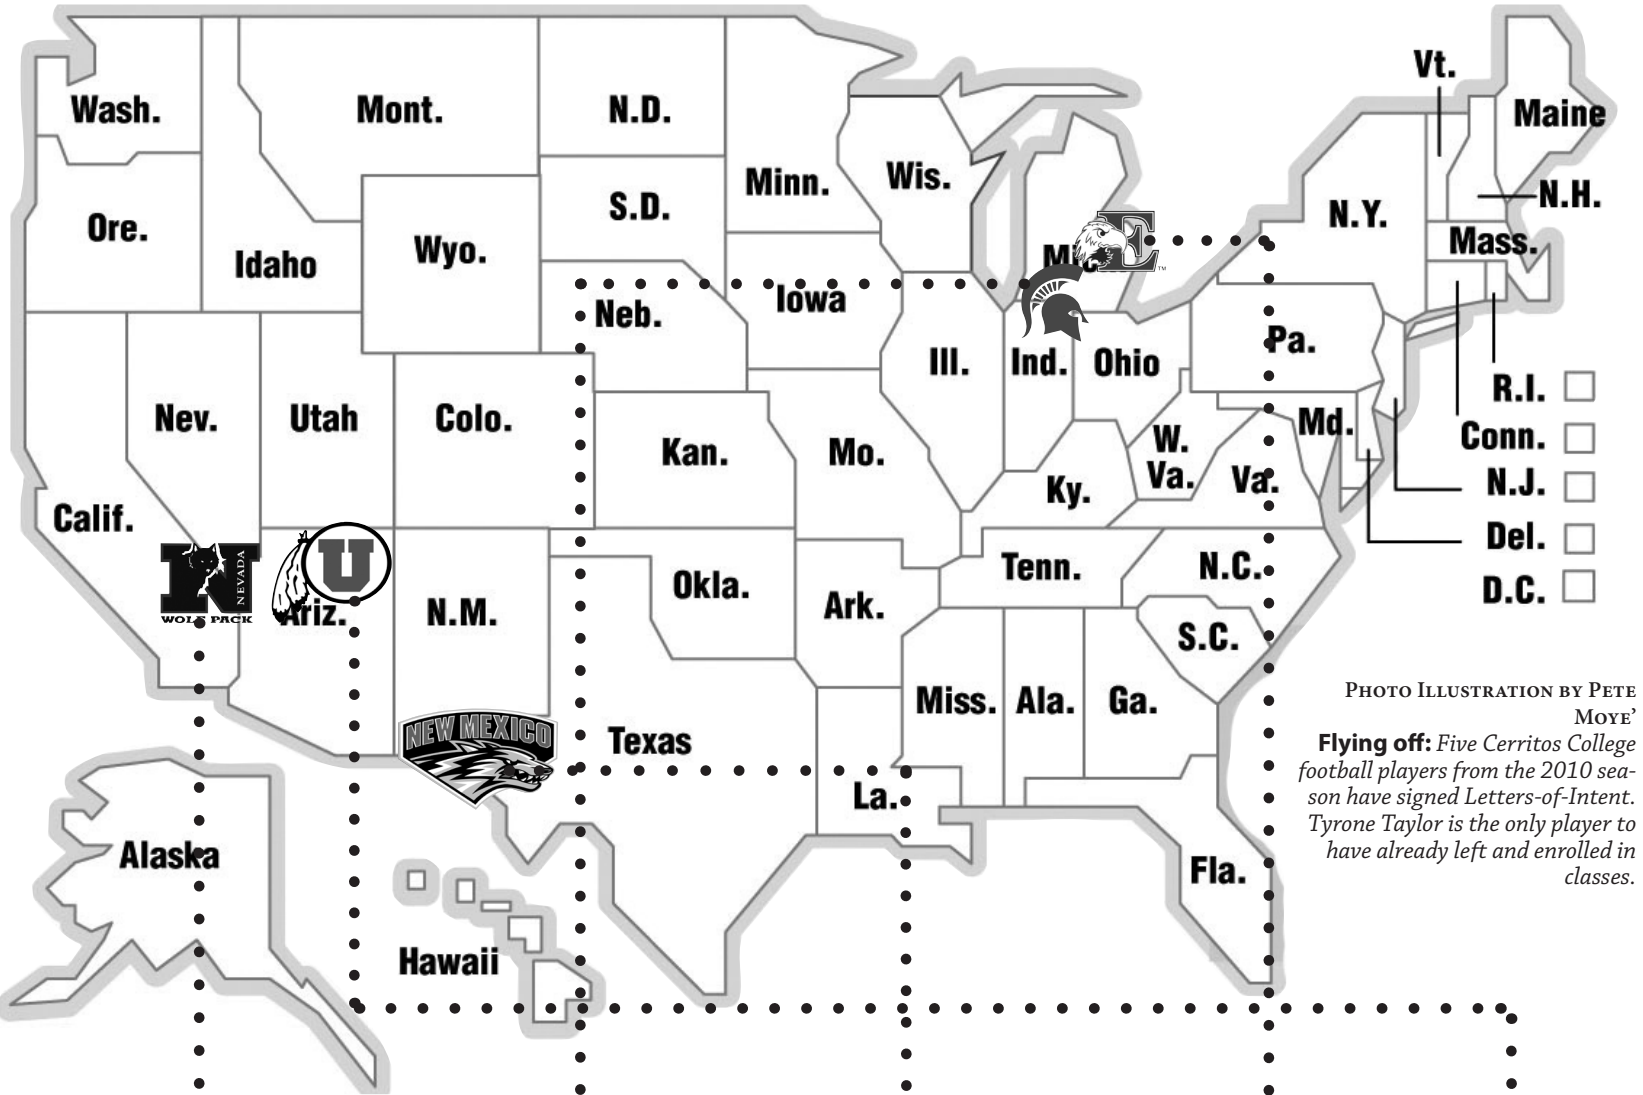 Wash.
Mont.
N.D.
Minn.
Wis.
Vt.
Maine
N.H.
Ore.
Idaho
Wyo.
S.D.
N.Y.
Mass.
E
TM
Neb.
Iowa
Ill.
Ind.
Ohio
Pa.
R.I.
Conn.
N.J.
Del.
D.C.
Nev.
Utah
Colo.
Kan.
Mo.
Ky.
W.
Va.
Va.
Md.
Calif.
N
NEVADA
WOLF PACK
U
Ariz.
N.M.
Okla.
Ark.
Tenn.
N.C.
S.C.
Miss.
Ala.
Ga.
NEW MEXICO
Texas
La.
Fla.
Alaska
Hawaii
Photo Illustration by Pete
Moye'
Flying off: Five Cerritos College
football players from the 2010 sea-
son have signed Letters-of-Intent.
Tyrone Taylor is the only player to
have already left and enrolled in
classes.